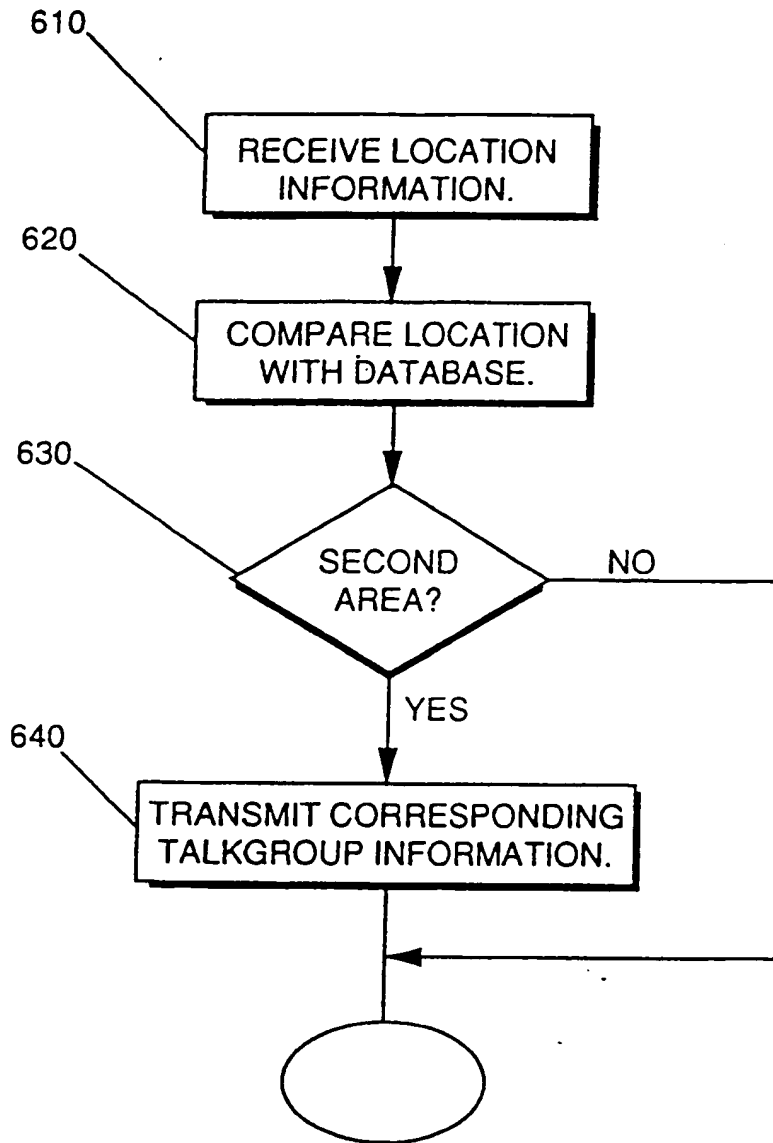 610
RECEIVE LOCATION
INFORMATION.
620
COMPARE LOCATION
WITH DATABASE.
630
SECOND
AREA?
NO
YES
640
TRANSMIT CORRESPONDING
TALKGROUP INFORMATION.